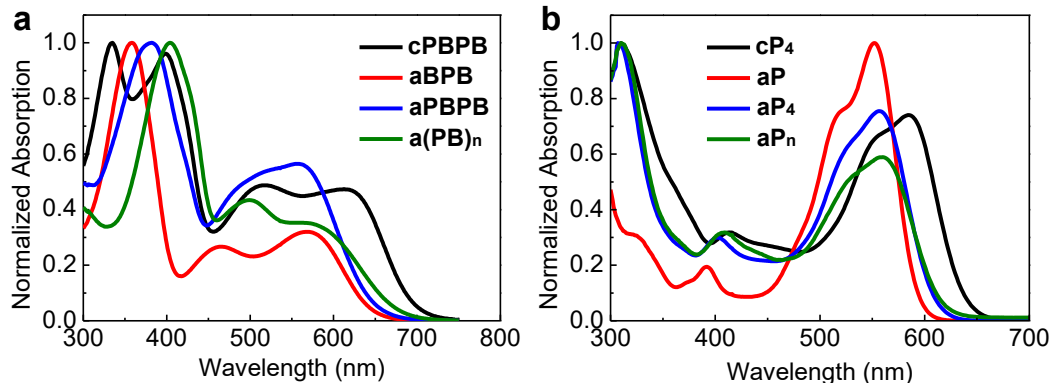 a
Normalized Absorption
1.0
0.8
0.6
0.4
0.2
0.0
cPBPB
aBPB
aPBPB
a(PB)n
300 400 500 600 700 800
Wavelength (nm)
b
Normalized Absorption
1.0
0.8
0.6
0.4
0.2
0.0
cP4
aP
aP4
aPn
300 400 500 600 700
Wavelength (nm)